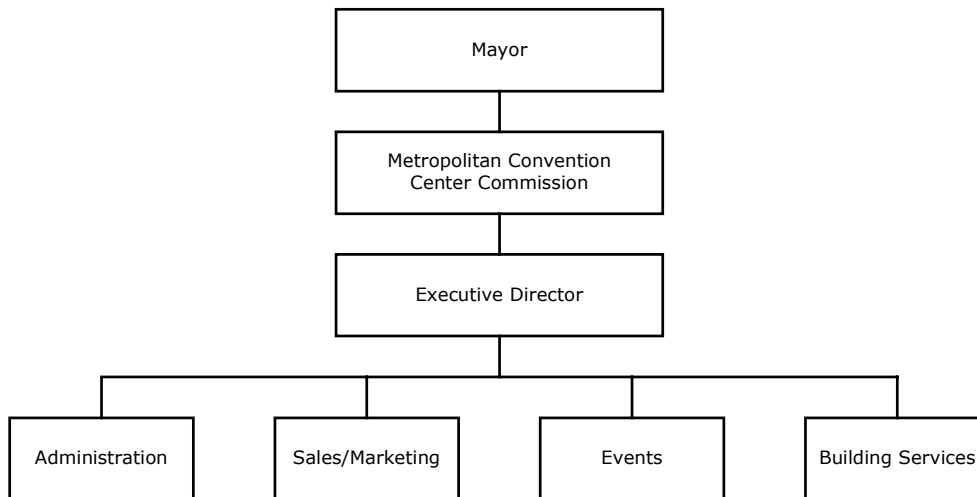 Mayor
Metropolitan Convention
Center Commission
Executive Director
Administration
Sales/Marketing
Events
Building Services